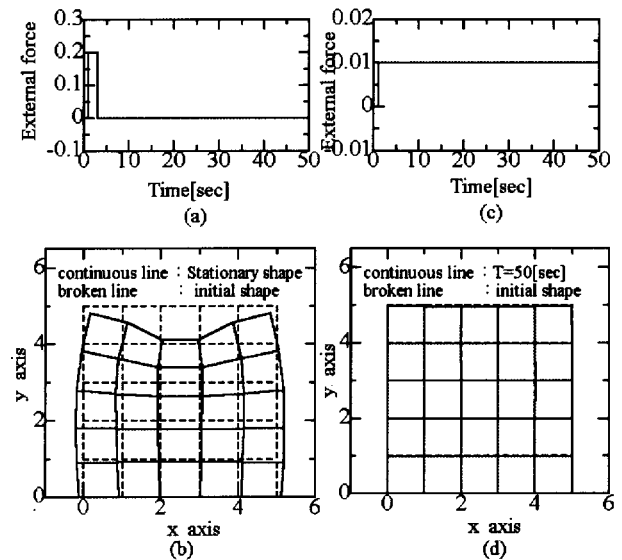 External force
0.3
0.2
0.1
0
-0.1
0 10 20 30 40 50
Time[sec]
(a)
External force
0.02
0.01
0
0.01
0 10 20 30 40 50
Time[sec]
(c)
y axis
6
4
2
0
continuous line : Stationary shape
broken line : initial shape
0 2 4 6
x axis
(b)
y axis
6
4
2
0
continuous line : T=50[sec]
broken line : initial shape
0 2 4 6
x axis
(d)